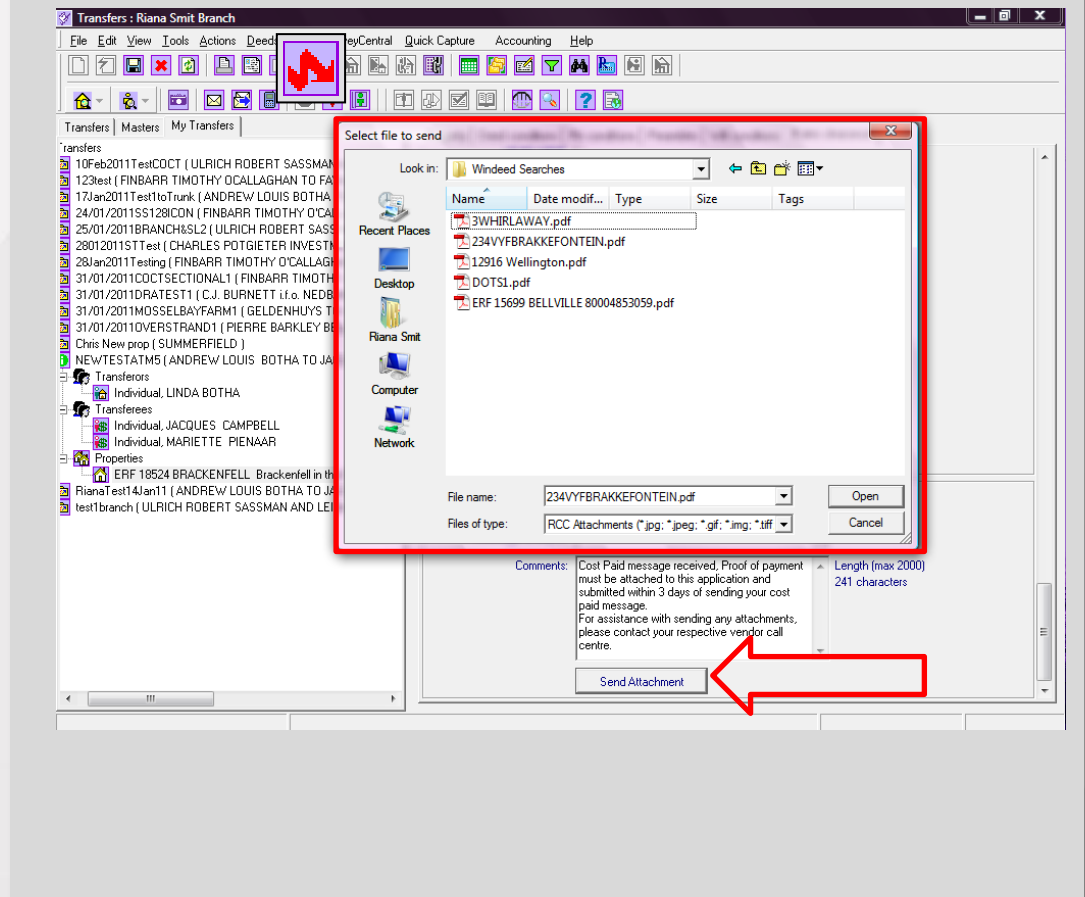 Transfers : Riana Smit Branch
File Edit View Tools Actions Deeds eyCentral Quick Capture Accounting Help
Transfers Masters My Transfers
ransfers
10Feb2011TestCOCT ( ULRICH ROBERT SASSMAN
123test ( FINBARR TIMOTHY OCALLAGHAN TO FA
17Jan2011Test1toTrunk ( ANDREW LOUIS BOTHA
24/01/2011SS128ICON ( FINBARR TIMOTHY O'CA
25/01/2011BRANCH&SL2 ( ULRICH ROBERT SASS
28012011STTest ( CHARLES POTGIETER INVEST
28Jan2011Testing ( FINBARR TIMOTHY O'CALLAG
31/01/2011COCTSECTIONAL1 ( FINBARR TIMOTH
31/01/2011DRATEST1 ( C.J. BURNETT i.f.o. NEDB
31/01/2011MOSSELBAYFARM1 ( GELDENHUYS T
31/01/2011OVERSTRAND1 ( PIERRE BARKLEY BE
Chris New prop ( SUMMERFIELD )
NEWTESTATM5 ( ANDREW LOUIS BOTHA TO JA
Transferors
Individual, LINDA BOTHA
Transferees
Individual, JACQUES CAMPBELL
Individual, MARIETTE PIENAAR
Properties
ERF 18524 BRACKENFELL Brackenfell in th
RianaTest14Jan11 ( ANDREW LOUIS BOTHA TO JA
test1branch ( ULRICH ROBERT SASSMAN AND LE
Select file to send
Look in: Windeed Searches
Name Date modif... Type Size Tags
3WHIRLAWAY.pdf
234VYFBRAKKEFONTEIN.pdf
12916 Wellington.pdf
DOTS1.pdf
ERF 15699 BELLVILLE 80004853059.pdf
Recent Places
Desktop
Riana Smit
Computer
Network
File name: 234VYFBRAKKEFONTEIN.pdf Open
Files of type: RCC Attachments (*.jpg; *.jpeg; *.gif; *.img; *.tiff Cancel
Comments: Cost Paid message received, Proof of payment
must be attached to this application and
submitted within 3 days of sending your cost
paid message.
For assistance with sending any attachments,
please contact your respective vendor call
centre.
Length (max 2000)
241 characters
Send Attachment